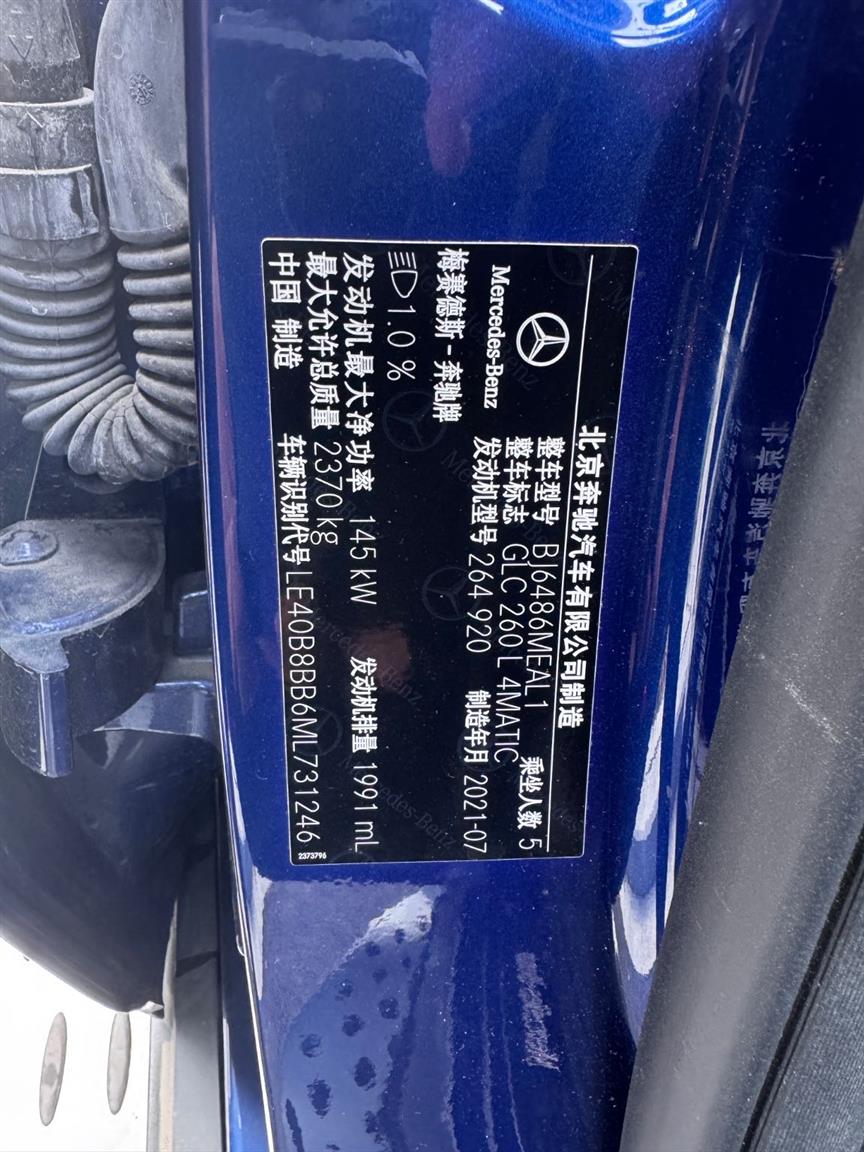 北京奔驰汽车有限公司制造
Mercedes-Benz
梅赛德斯-奔驰牌
整车型号 BJ6486MEAL1
乘坐人数 5
整车标志 GLC 260 L 4MATIC
发动机型号 264 920
制造年月 2021-07
1.0 %
发动机最大净功率 145 kW
发动机排量 1991 mL
最大允许总质量 2370 kg
中国 制造
车辆识别代号 LE40B8BB6ML731246
2373796